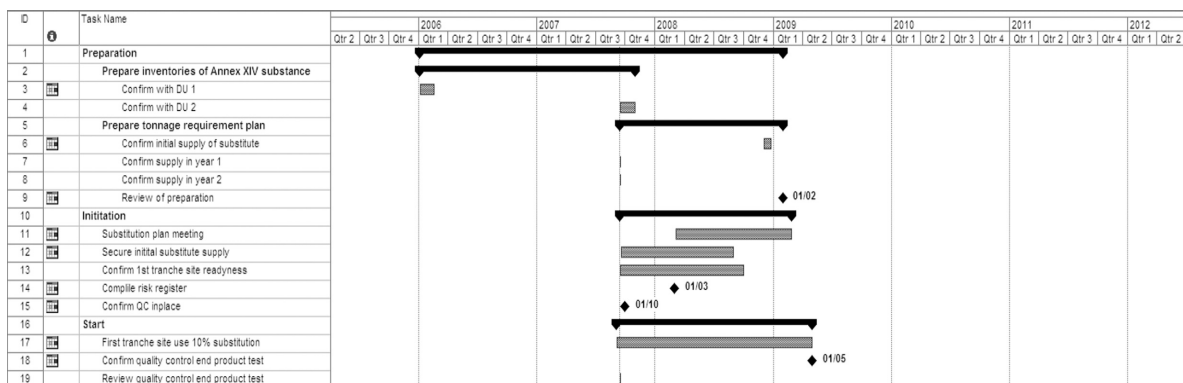 ID Task Name
2006 2007 2008 2009 2010 2011 2012
Qtr 2 Qtr 3 Qtr 4 Qtr 1 Qtr 2 Qtr 3 Qtr 4 Qtr 1 Qtr 2 Qtr 3 Qtr 4 Qtr 1 Qtr 2 Qtr 3 Qtr 4 Qtr 1 Qtr 2 Qtr 3 Qtr 4 Qtr 1 Qtr 2 Qtr 3 Qtr 4 Qtr 1 Qtr 2 Qtr 3 Qtr 4 Qtr 1 Qtr 2
1 Preparation
2 Prepare inventories of Annex XIV substance
3 Confirm with DU 1
4 Confirm with DU 2
5 Prepare tonnage requirement plan
6 Confirm initial supply of substitute
7 Confirm supply in year 1
8 Confirm supply in year 2
9 Review of preparation 01/02
10 Inititation
11 Substitution plan meeting
12 Secure initital substitute supply
13 Confirm 1st tranche site readyness
14 Complile risk register 01/03
15 Confirm QC inplace 01/10
16 Start
17 First tranche site use 10% substitution
18 Confirm quality control end product test 01/05
19 Review quality control end product test